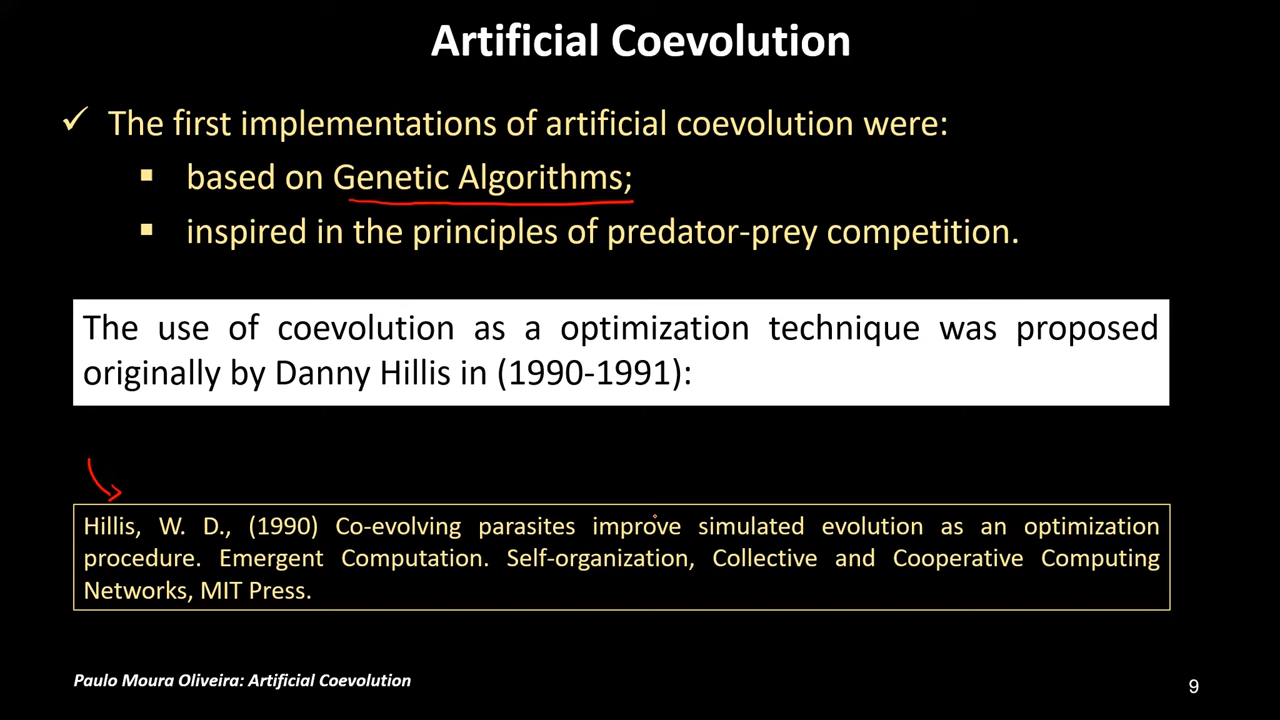 Artificial Coevolution
✓ The first implementations of artificial coevolution were:
▪ based on Genetic Algorithms;
▪ inspired in the principles of predator-prey competition.
The use of coevolution as a optimization technique was proposed
originally by Danny Hillis in (1990-1991):
Hillis, W. D., (1990) Co-evolving parasites improve simulated evolution as an optimization
procedure. Emergent Computation. Self-organization, Collective and Cooperative Computing
Networks, MIT Press.
Paulo Moura Oliveira: Artificial Coevolution
9